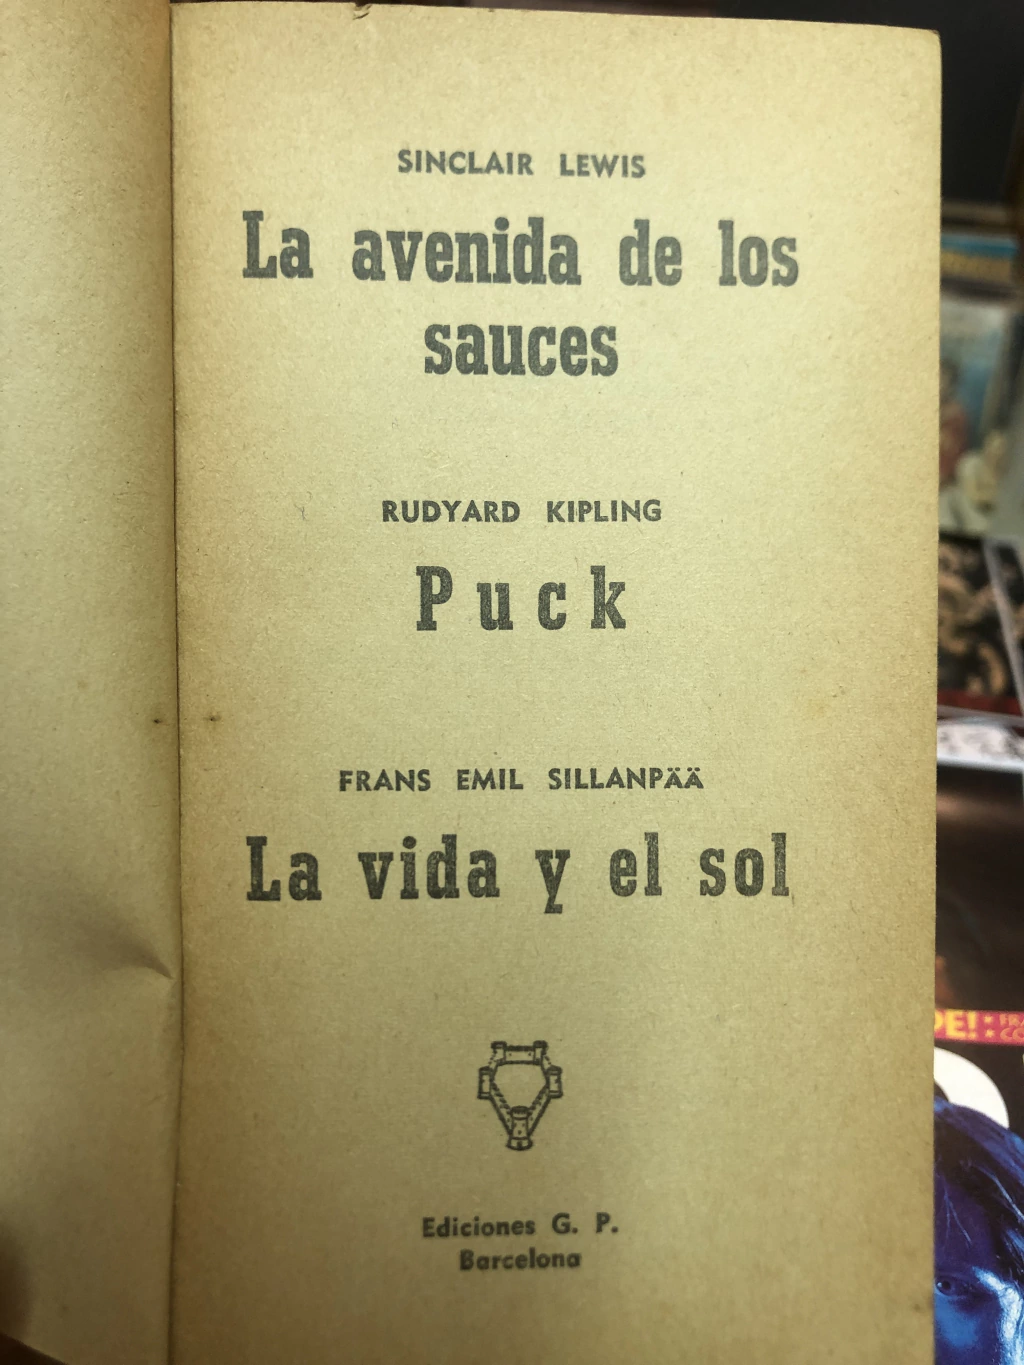 SINCLAIR LEWIS
La avenida de los
sauces
RUDYARD KIPLING
Puck
FRANS EMIL SILLANPÄÄ
La vida y el sol
Ediciones G. P.
Barcelona